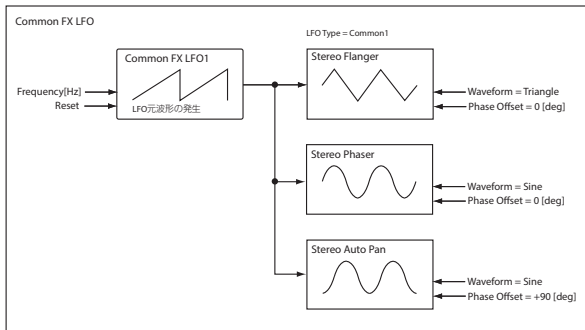 Common FX LFO
LFO Type = Common1
Common FX LFO1
Stereo Flanger
Frequency[Hz]
Reset
LFO元波形の発生
Waveform = Triangle
Phase Offset = 0 [deg]
Stereo Phaser
Waveform = Sine
Phase Offset = 0 [deg]
Stereo Auto Pan
Waveform = Sine
Phase Offset = +90 [deg]